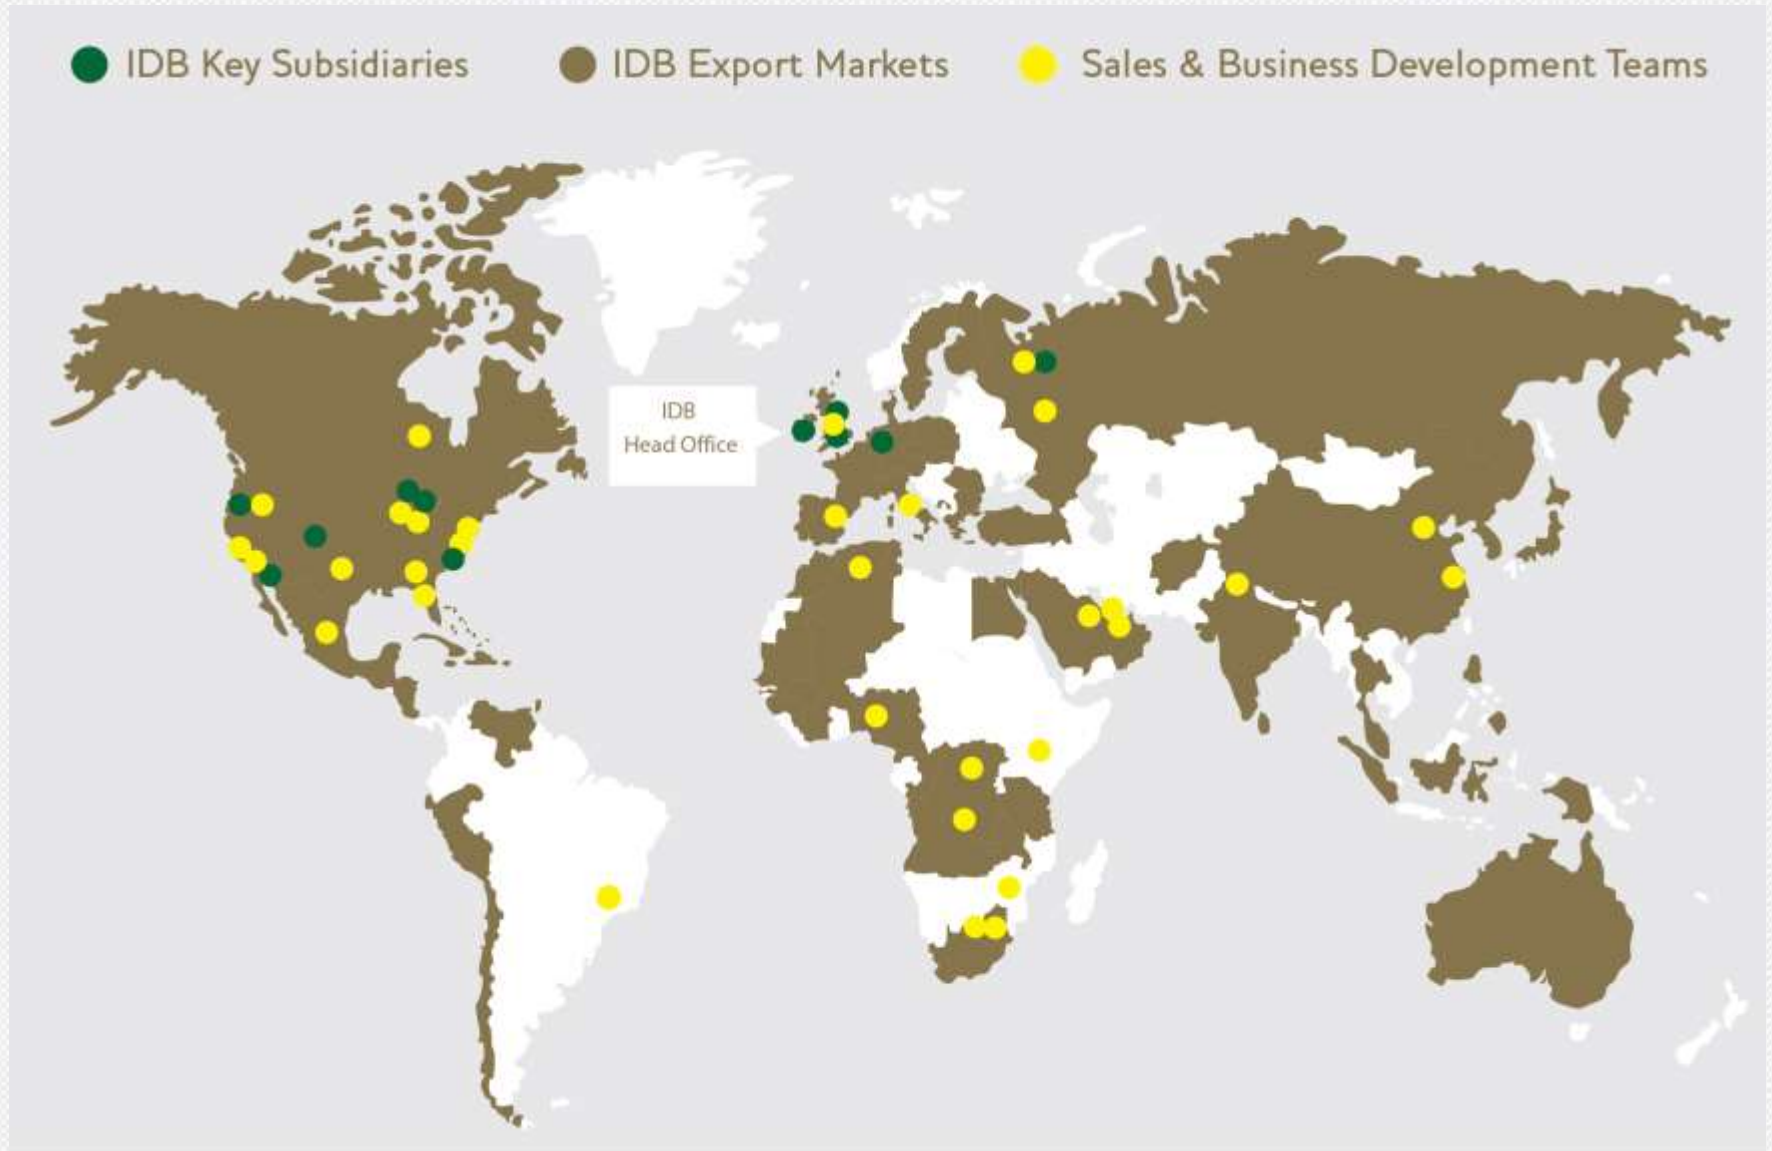 IDB Key Subsidiaries
IDB Export Markets
Sales & Business Development Teams
IDB
Head Office